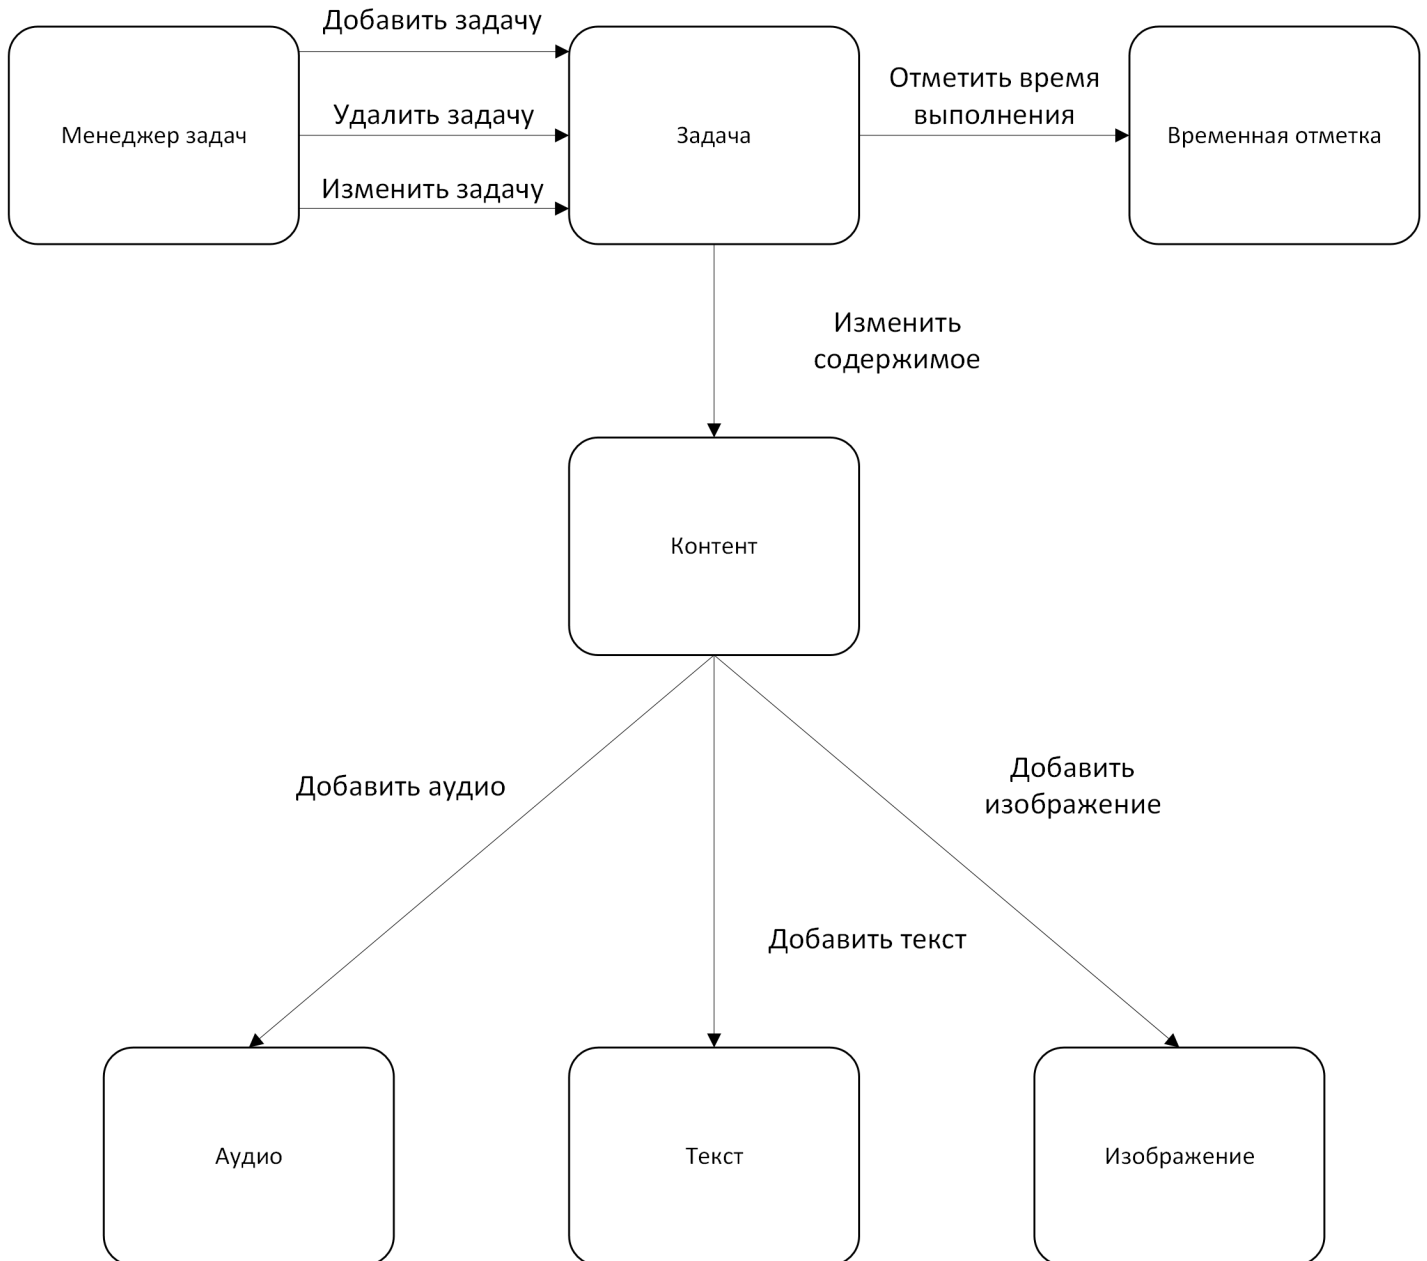 Добавить задачу
Менеджер задач
Удалить задачу
Изменить задачу
Задача
Отметить время
выполнения
Временная отметка
Изменить
содержимое
Контент
Добавить аудио
Добавить
изображение
Добавить текст
Аудио
Текст
Изображение